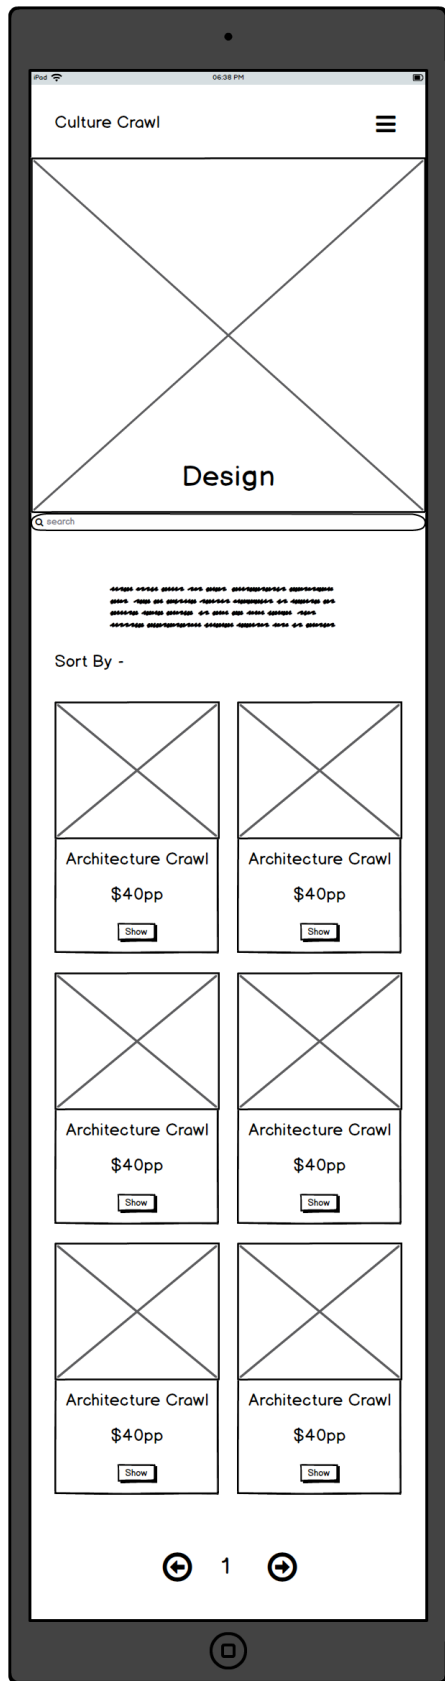 iPad 06:38 PM
Culture Crawl
Design
search
Sort By -
Architecture Crawl Architecture Crawl
$40pp $40pp
Show Show
Architecture Crawl Architecture Crawl
$40pp $40pp
Show Show
Architecture Crawl Architecture Crawl
$40pp $40pp
Show Show
1